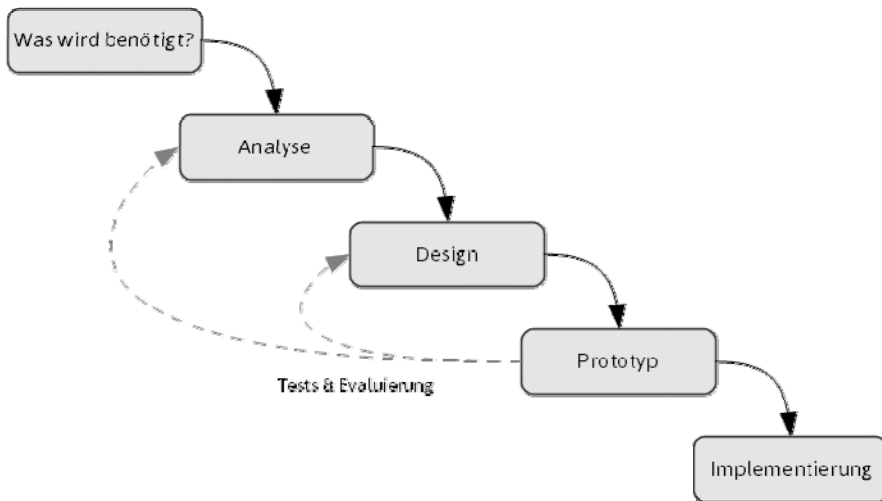 Was wird benötigt?
Analyse
Design
Prototyp
Tests & Evaluierung
Implementierung